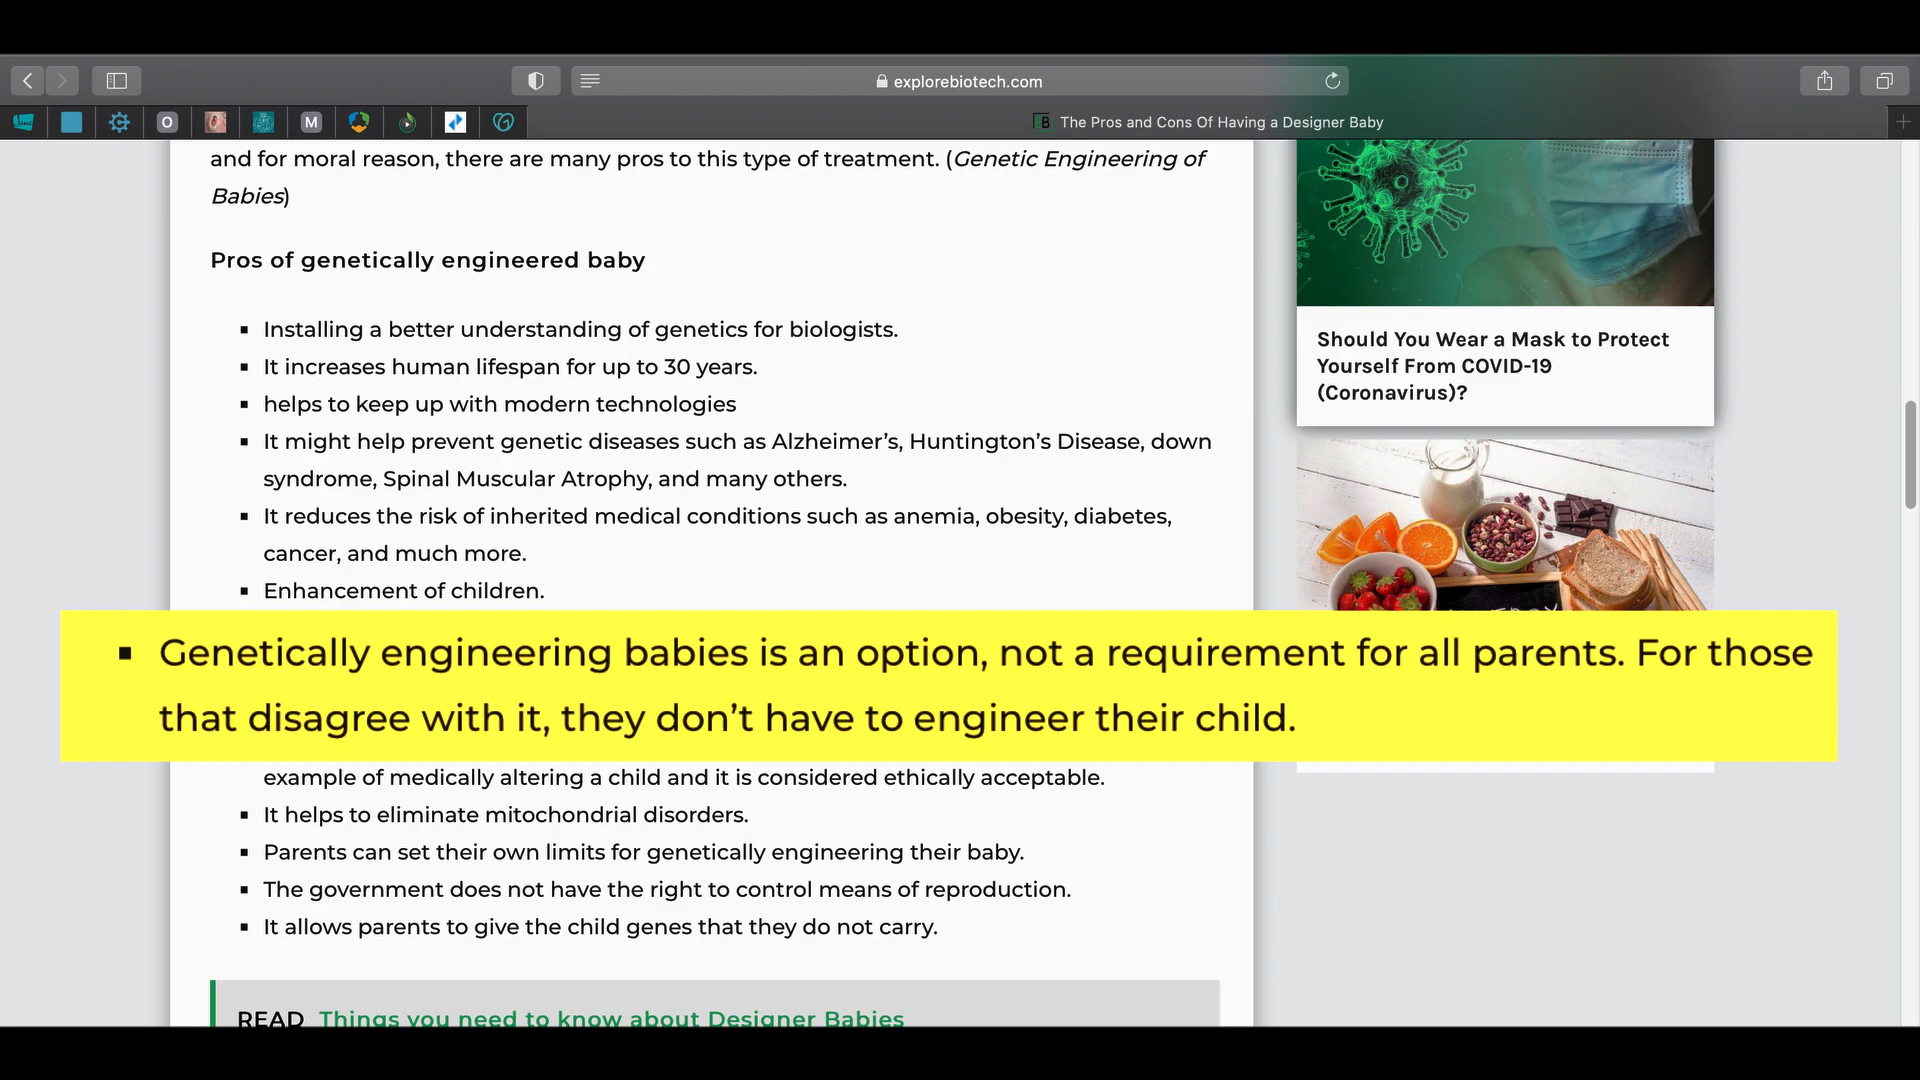 explorebiotech.com
O
M
EB
The Pros and Cons Of Having a Designer Baby
and for moral reason, there are many pros to this type of treatment. (Genetic Engineering of
Babies)
Pros of genetically engineered baby
▪ Installing a better understanding of genetics for biologists.
▪ It increases human lifespan for up to 30 years.
▪ helps to keep up with modern technologies
▪ It might help prevent genetic diseases such as Alzheimer’s, Huntington’s Disease, down
syndrome, Spinal Muscular Atrophy, and many others.
▪ It reduces the risk of inherited medical conditions such as anemia, obesity, diabetes,
cancer, and much more.
▪ Enhancement of children.
▪ Genetically engineering babies is an option, not a requirement for all parents. For those
that disagree with it, they don’t have to engineer their child.
example of medically altering a child and it is considered ethically acceptable.
▪ It helps to eliminate mitochondrial disorders.
▪ Parents can set their own limits for genetically engineering their baby.
▪ The government does not have the right to control means of reproduction.
▪ It allows parents to give the child genes that they do not carry.
READ Things you need to know about Designer Babies
Should You Wear a Mask to Protect
Yourself From COVID-19
(Coronavirus)?